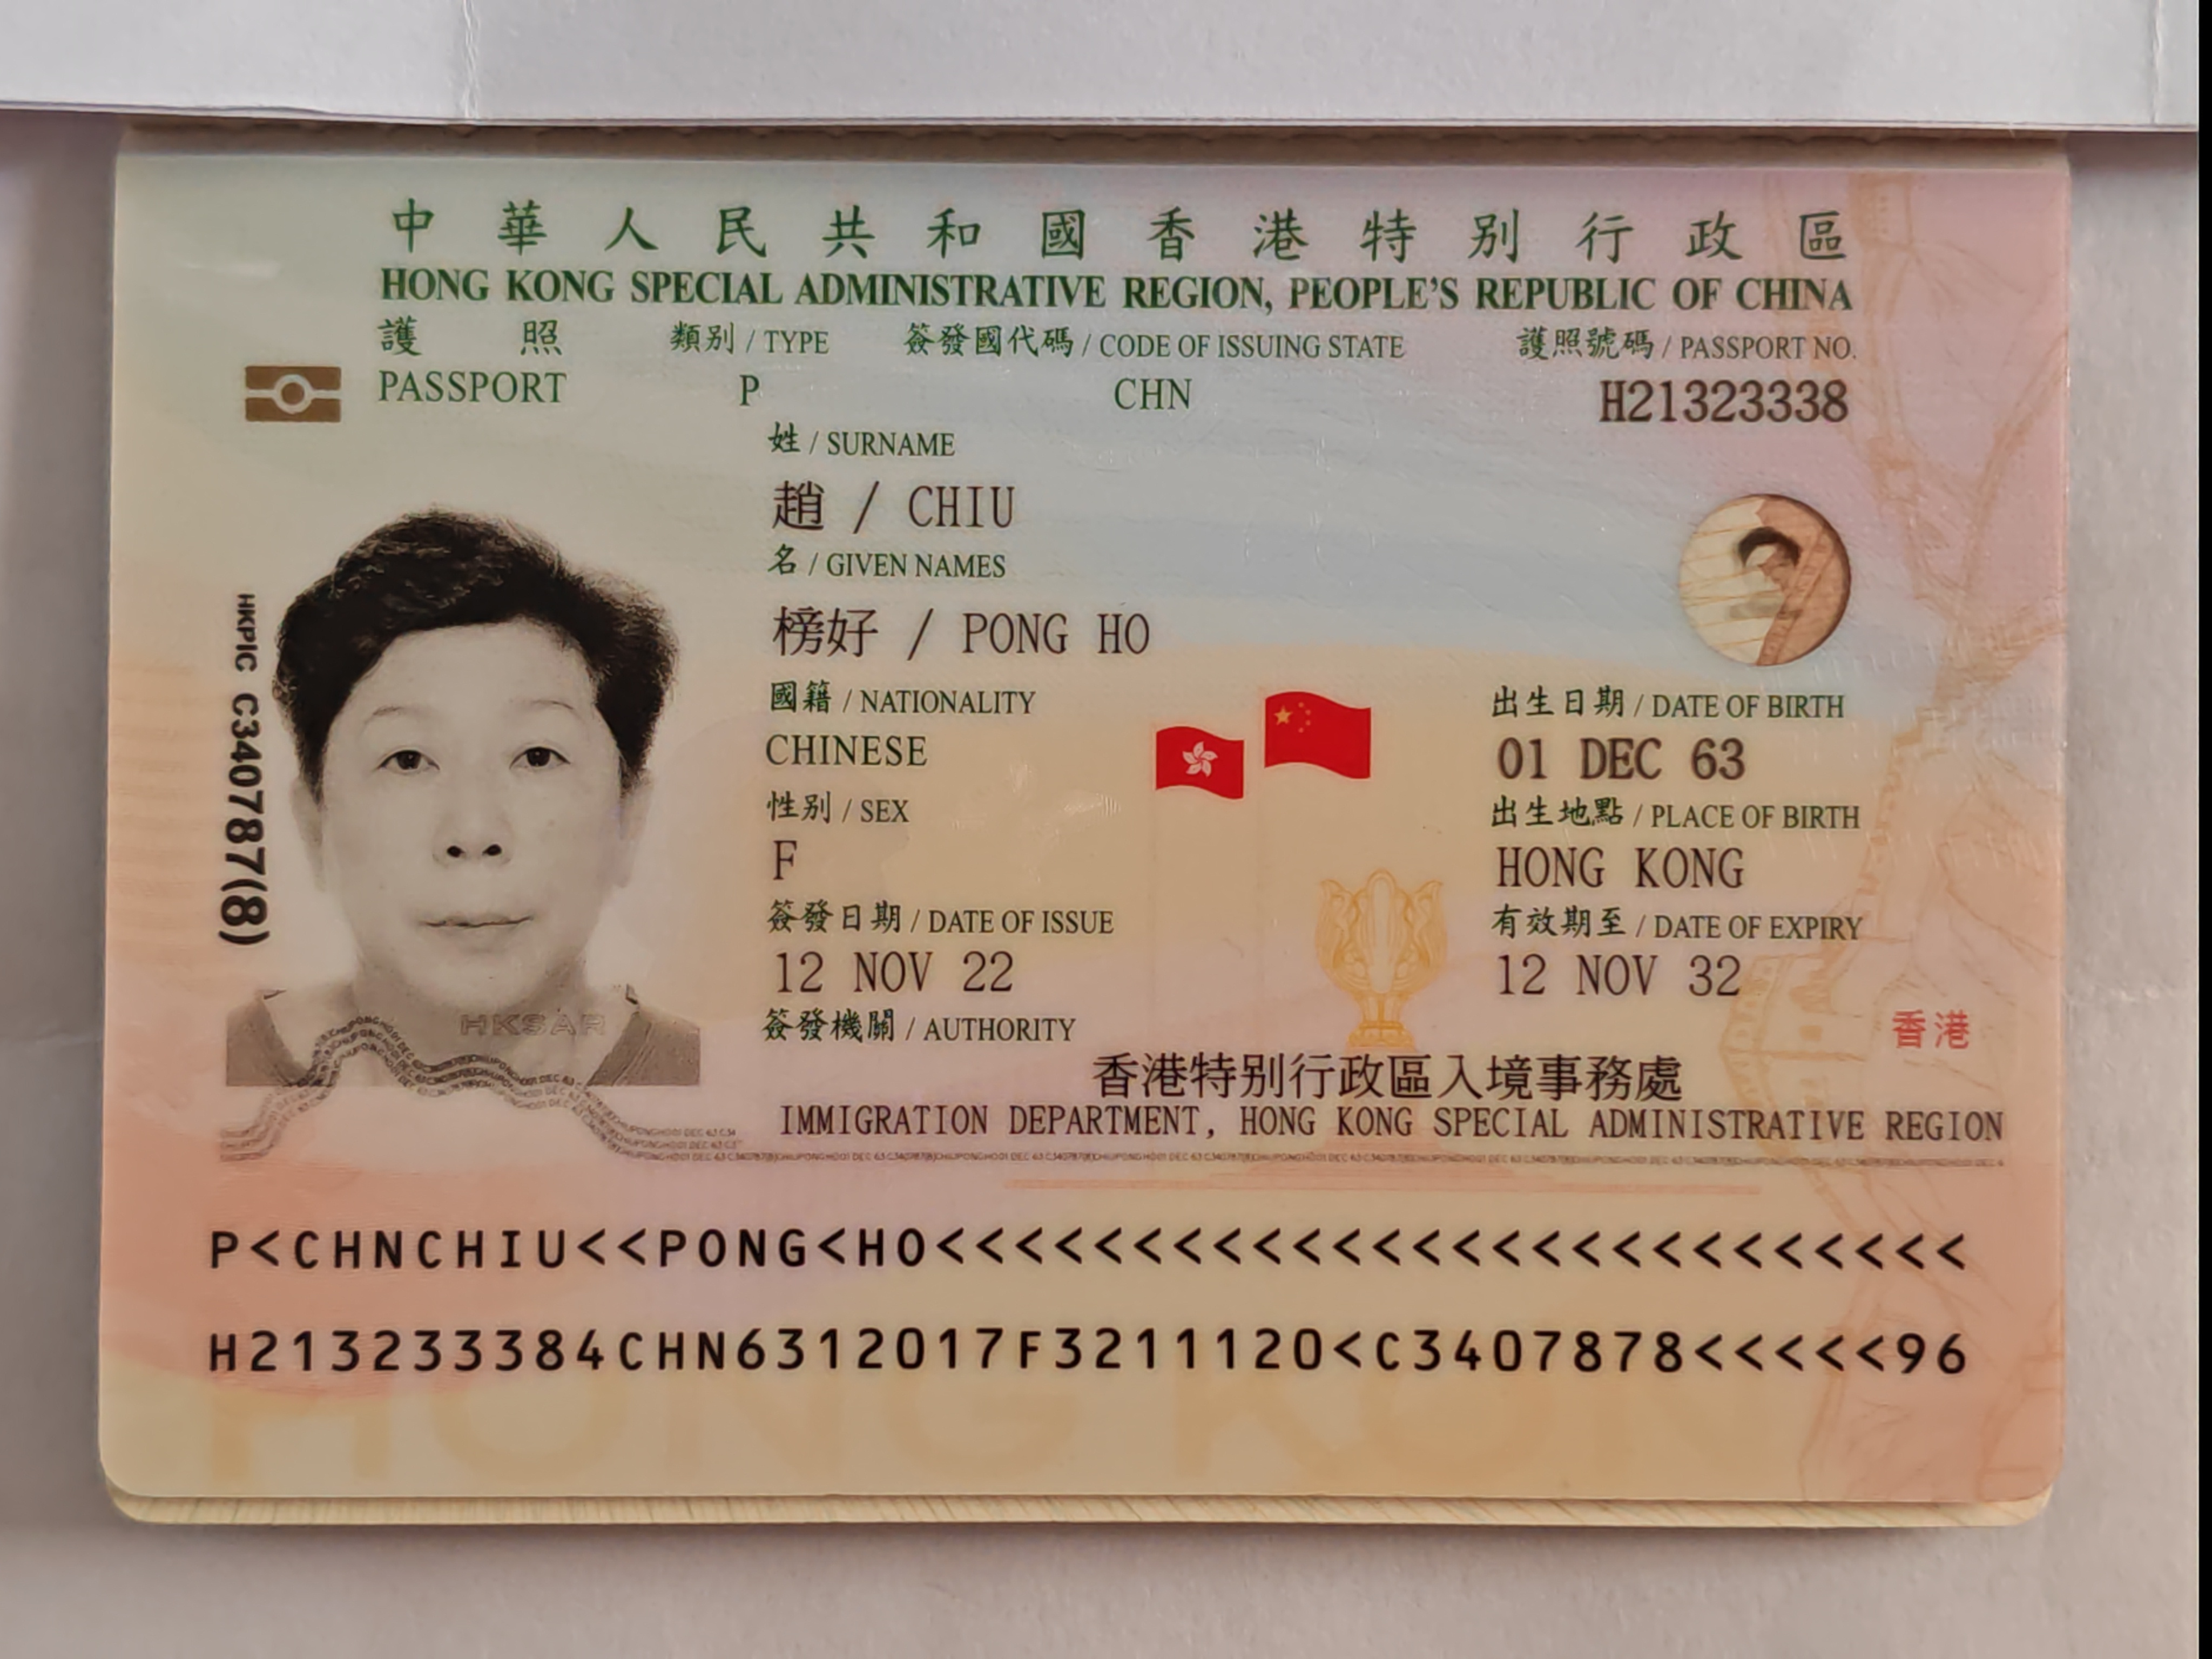 中華人民共和國香港特別行政區
HONG KONG SPECIAL ADMINISTRATIVE REGION, PEOPLE'S REPUBLIC OF CHINA
護照 類別 / TYPE 簽發國代碼 / CODE OF ISSUING STATE 護照號碼 / PASSPORT NO.
PASSPORT P CHN H21323338
姓 / SURNAME
趙 / CHIU
名 / GIVEN NAMES
榜好 / PONG HO
國籍 / NATIONALITY 出生日期 / DATE OF BIRTH
CHINESE 01 DEC 63
性別 / SEX 出生地點 / PLACE OF BIRTH
F HONG KONG
簽發日期 / DATE OF ISSUE 有效期至 / DATE OF EXPIRY
12 NOV 22 12 NOV 32
簽發機關 / AUTHORITY 香港
香港特別行政區入境事務處
IMMIGRATION DEPARTMENT, HONG KONG SPECIAL ADMINISTRATIVE REGION
HKPIC C3407787(8)
HKSAR
P<CHNCHIU<<PONG<HO<<<<<<<<<<<<<<<<<<<<<<<<<<
H213233384CHN6312017F3211120<C3407878<<<<<96
HONG KON